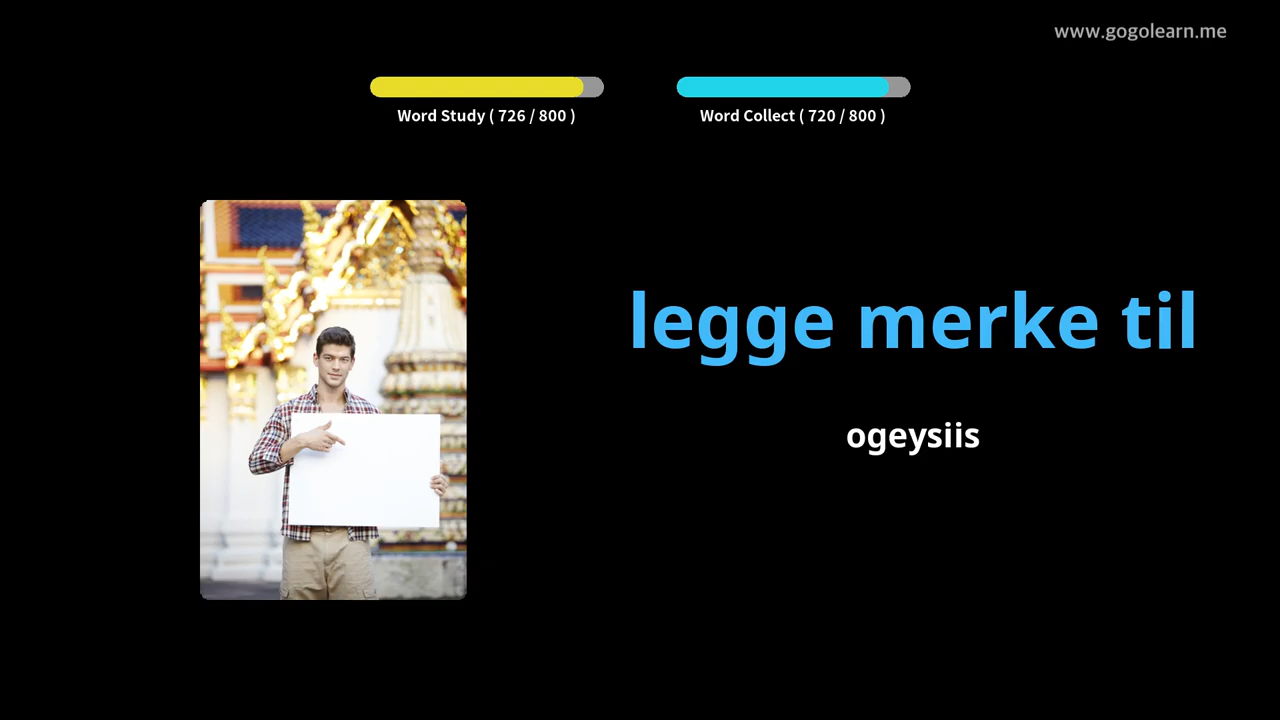 www.gogolearn.me
Word Study ( 726 / 800 )
Word Collect ( 720 / 800 )
legge merke til
ogeysiis